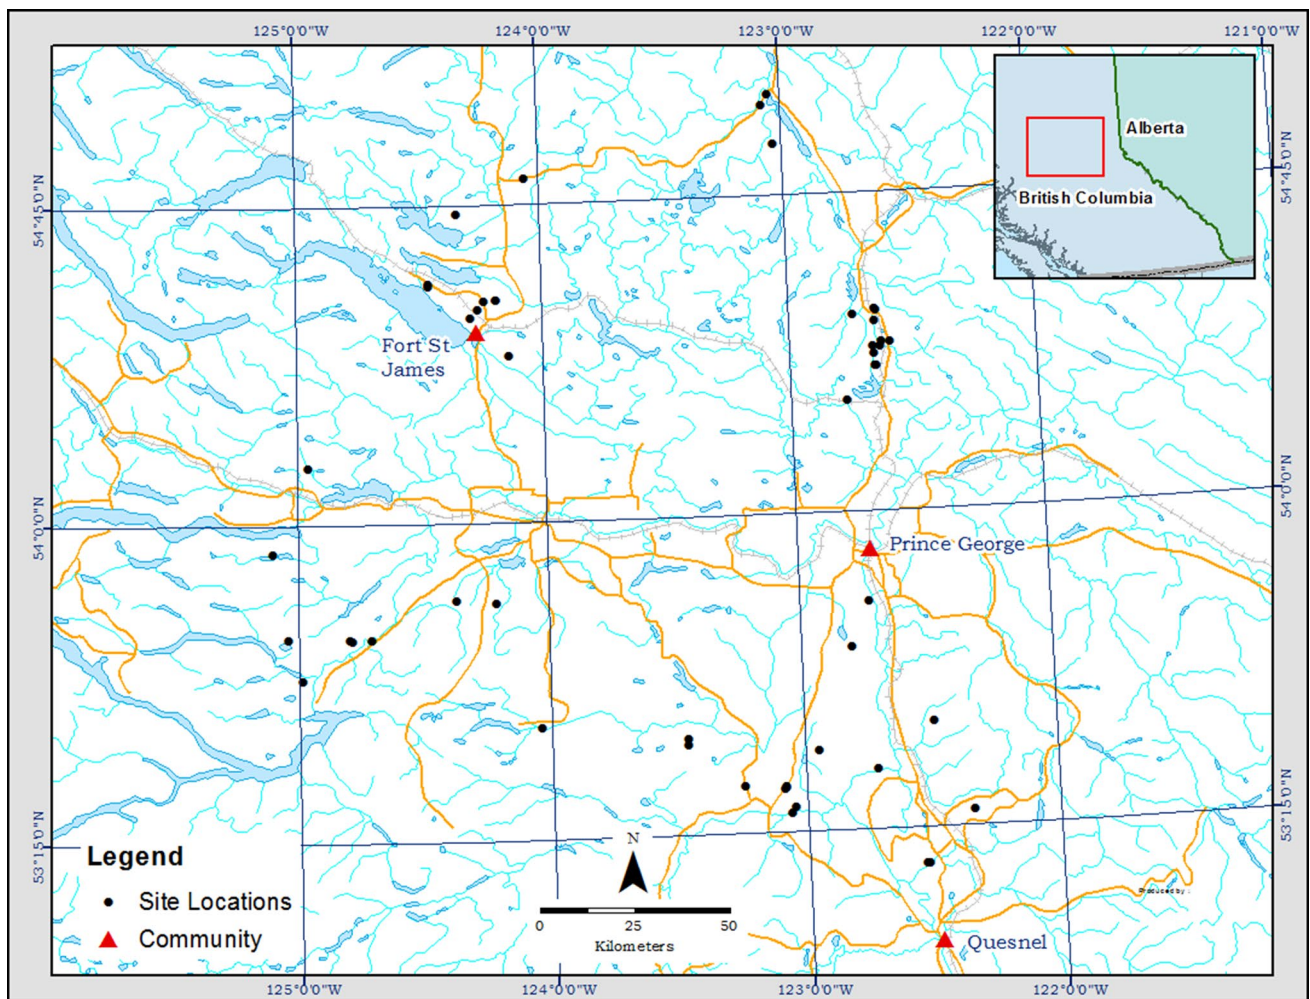 125°0'0"W
124°0'0"W
123°0'0"W
122°0'0"W
121°0'0"W
54°45'0"N
54°45'0"N
Alberta
British Columbia
Fort St
James
54°0'0"N
54°0'0"N
Prince George
53°15'0"N
53°15'0"N
N
Legend
Site Locations
Community
0
25
50
Kilometers
Produced by :
Quesnel
125°0'0"W
124°0'0"W
123°0'0"W
122°0'0"W